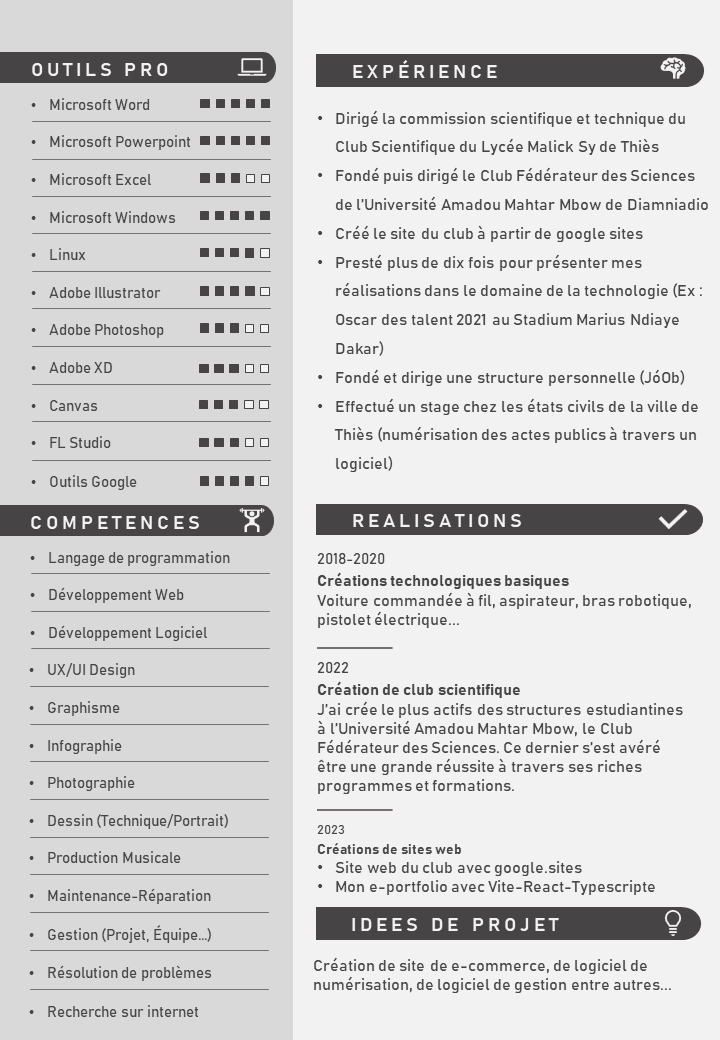 OUTILS PRO
• Microsoft Word
• Microsoft Powerpoint
• Microsoft Excel
• Microsoft Windows
• Linux
• Adobe Illustrator
• Adobe Photoshop
• Adobe XD
• Canvas
• FL Studio
• Outils Google
COMPETENCES
• Langage de programmation
• Développement Web
• Développement Logiciel
• UX/UI Design
• Graphisme
• Infographie
• Photographie
• Dessin (Technique/Portrait)
• Production Musicale
• Maintenance-Réparation
• Gestion (Projet, Équipe...)
• Résolution de problèmes
• Recherche sur internet
EXPÉRIENCE
• Dirigé la commission scientifique et technique du
Club Scientifique du Lycée Malick Sy de Thiès
• Fondé puis dirigé le Club Fédérateur des Sciences
de l'Université Amadou Mahtar Mbow de Diamniadio
• Créé le site du club à partir de google sites
• Presté plus de dix fois pour présenter mes
réalisations dans le domaine de la technologie (Ex :
Oscar des talent 2021 au Stadium Marius Ndiaye
Dakar)
• Fondé et dirige une structure personnelle (JóOb)
• Effectué un stage chez les états civils de la ville de
Thiès (numérisation des actes publics à travers un
logiciel)
REALISATIONS
2018-2020
Créations technologiques basiques
Voiture commandée à fil, aspirateur, bras robotique,
pistolet électrique...
2022
Création de club scientifique
J'ai crée le plus actifs des structures estudiantines
à l'Université Amadou Mahtar Mbow, le Club
Fédérateur des Sciences. Ce dernier s'est avéré
être une grande réussite à travers ses riches
programmes et formations.
2023
Créations de sites web
• Site web du club avec google.sites
• Mon e-portfolio avec Vite-React-Typescripte
IDEES DE PROJET
Création de site de e-commerce, de logiciel de
numérisation, de logiciel de gestion entre autres...